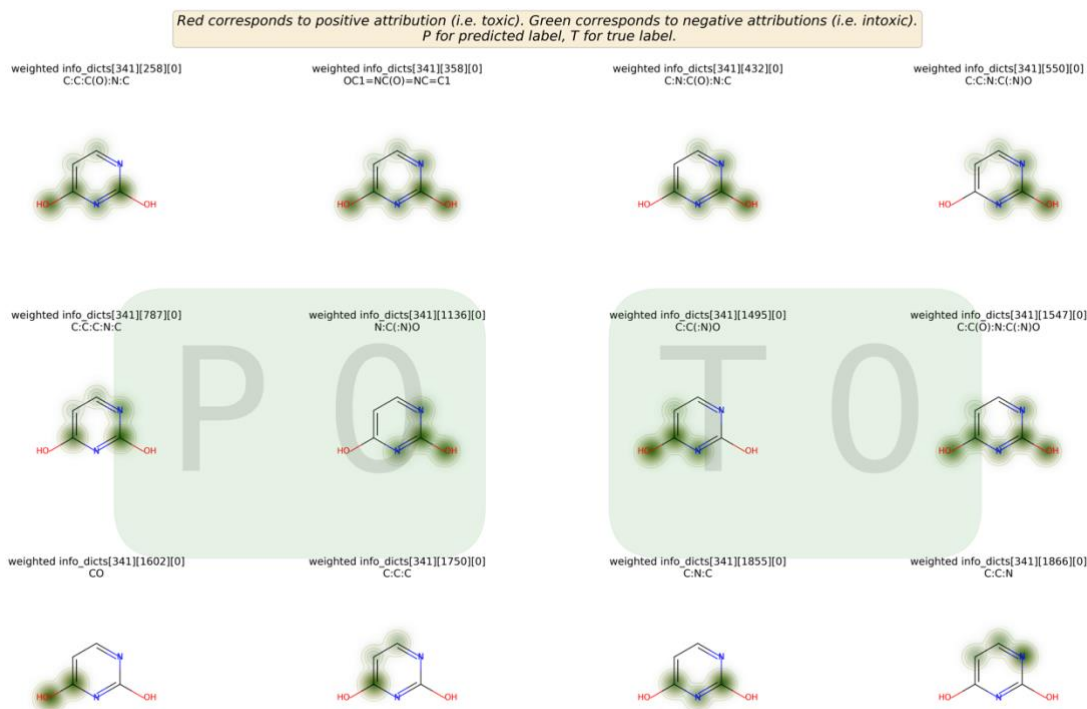 Red corresponds to positive attribution (i.e. toxic). Green corresponds to negative attributions (i.e. intoxic).
P for predicted label, T for true label.
weighted info_dicts[341][258][0]
C:C:C(O):N:C
weighted info_dicts[341][358][0]
OC1=NC(O)=NC=C1
weighted info_dicts[341][432][0]
C:N:C(O):N:C
weighted info_dicts[341][550][0]
C:C:N:C(:N)O
N
HO
N
OH
N
HO
N
OH
N
HO
N
OH
N
HO
N
OH
P 0
T 0
weighted info_dicts[341][787][0]
C:C:C:N:C
weighted info_dicts[341][1136][0]
N:C(:N)O
weighted info_dicts[341][1495][0]
C:C(:N)O
weighted info_dicts[341][1547][0]
C:C(O):N:C(:N)O
N
HO
N
OH
N
HO
N
OH
N
HO
N
OH
N
HO
N
OH
weighted info_dicts[341][1602][0]
CO
weighted info_dicts[341][1750][0]
C:C:C
weighted info_dicts[341][1855][0]
C:N:C
weighted info_dicts[341][1866][0]
C:C:N
N
HO
N
OH
N
HO
N
OH
N
HO
N
OH
N
HO
N
OH